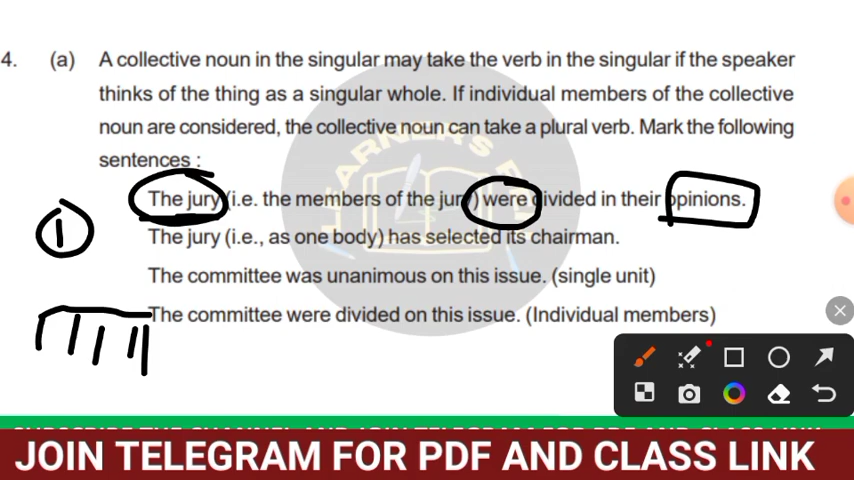 4. (a) A collective noun in the singular may take the verb in the singular if the speaker
thinks of the thing as a singular whole. If individual members of the collective
noun are considered, the collective noun can take a plural verb. Mark the following
sentences :
The jury (i.e. the members of the jury) were divided in their opinions.
1
The jury (i.e., as one body) has selected its chairman.
The committee was unanimous on this issue. (single unit)
The committee were divided on this issue. (Individual members)
JOIN TELEGRAM FOR PDF AND CLASS LINK